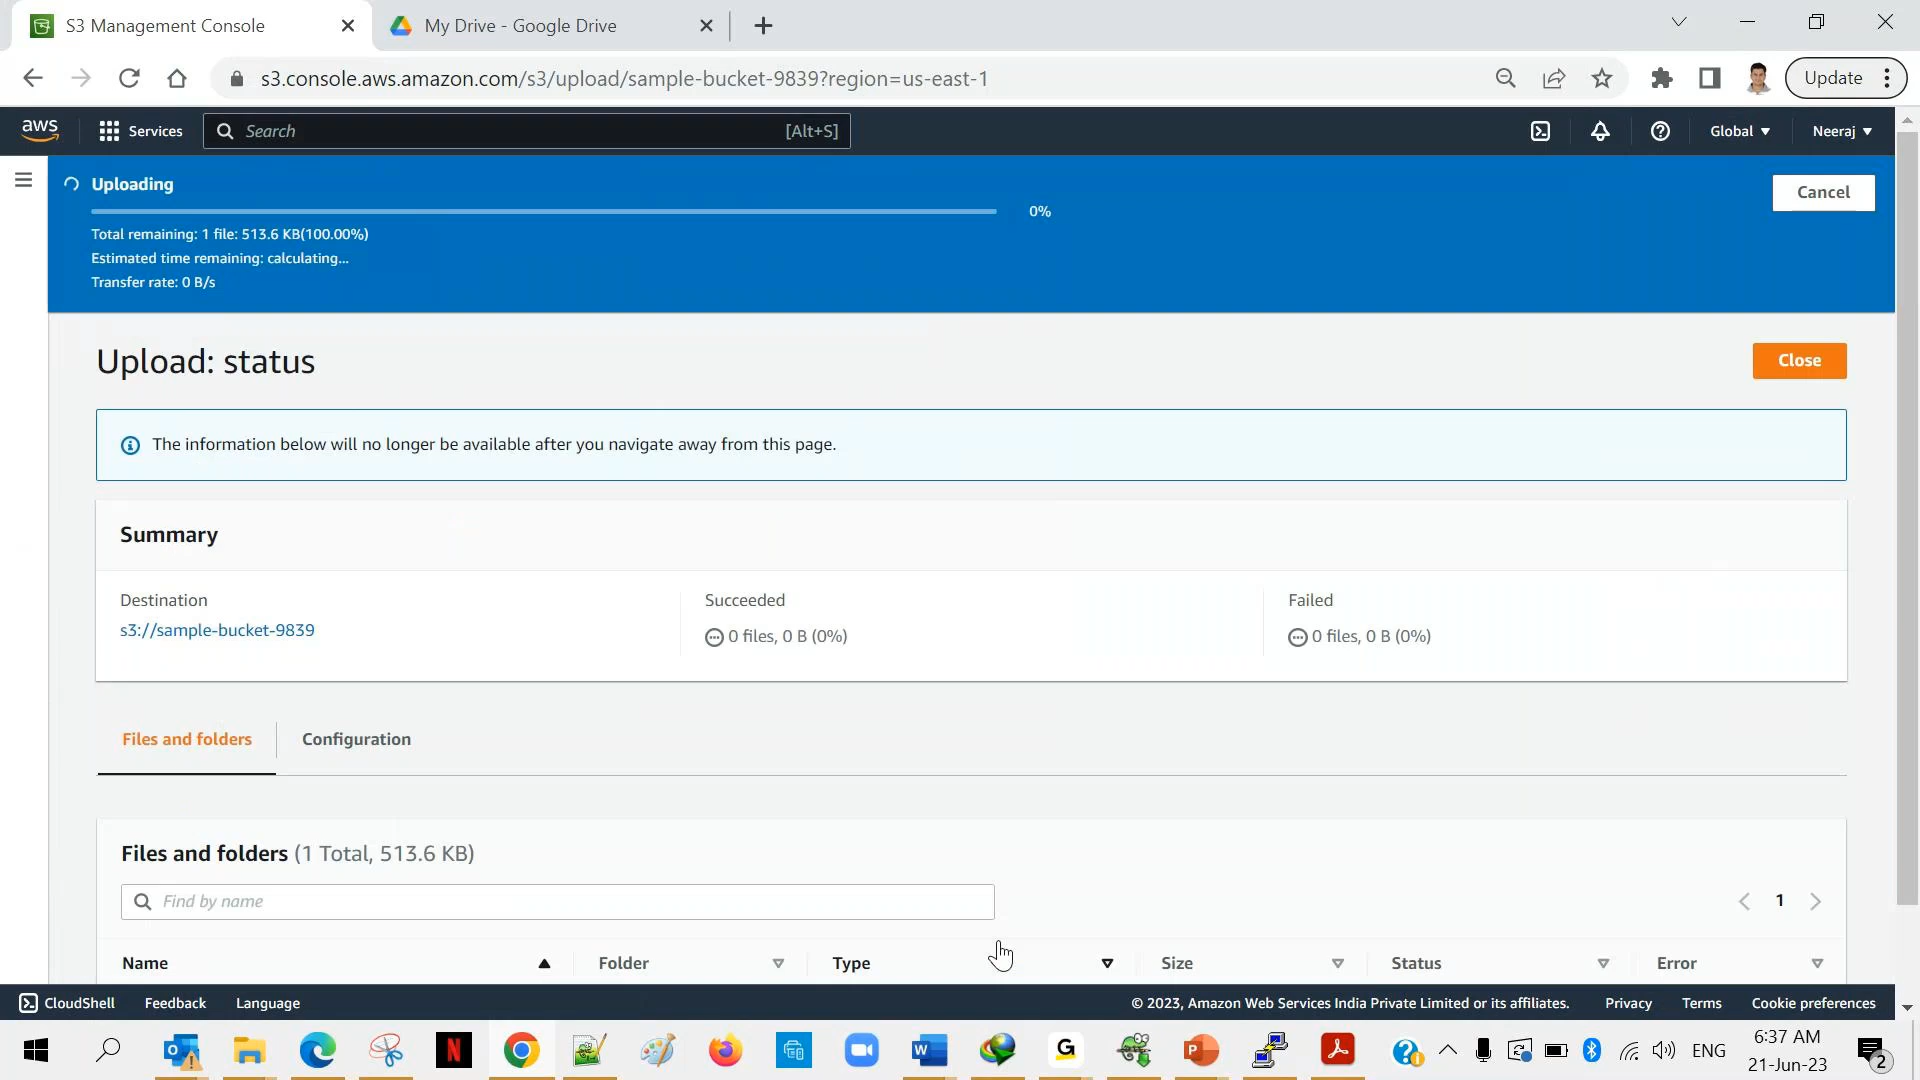 S3 Management Console
My Drive - Google Drive
s3.console.aws.amazon.com/s3/upload/sample-bucket-9839?region=us-east-1
Update
aws
Services
Search
[Alt+S]
Global
Neeraj
Uploading
Cancel
0%
Total remaining: 1 file: 513.6 KB(100.00%)
Estimated time remaining: calculating...
Transfer rate: 0 B/s
Upload: status
Close
The information below will no longer be available after you navigate away from this page.
Summary
Destination
Succeeded
Failed
s3://sample-bucket-9839
0 files, 0 B (0%)
0 files, 0 B (0%)
Files and folders
Configuration
Files and folders (1 Total, 513.6 KB)
Find by name
1
Name
Folder
Type
Size
Status
Error
CloudShell
Feedback
Language
© 2023, Amazon Web Services India Private Limited or its affiliates.
Privacy
Terms
Cookie preferences
N
W
G
P
ENG
6:37 AM
21-Jun-23
2